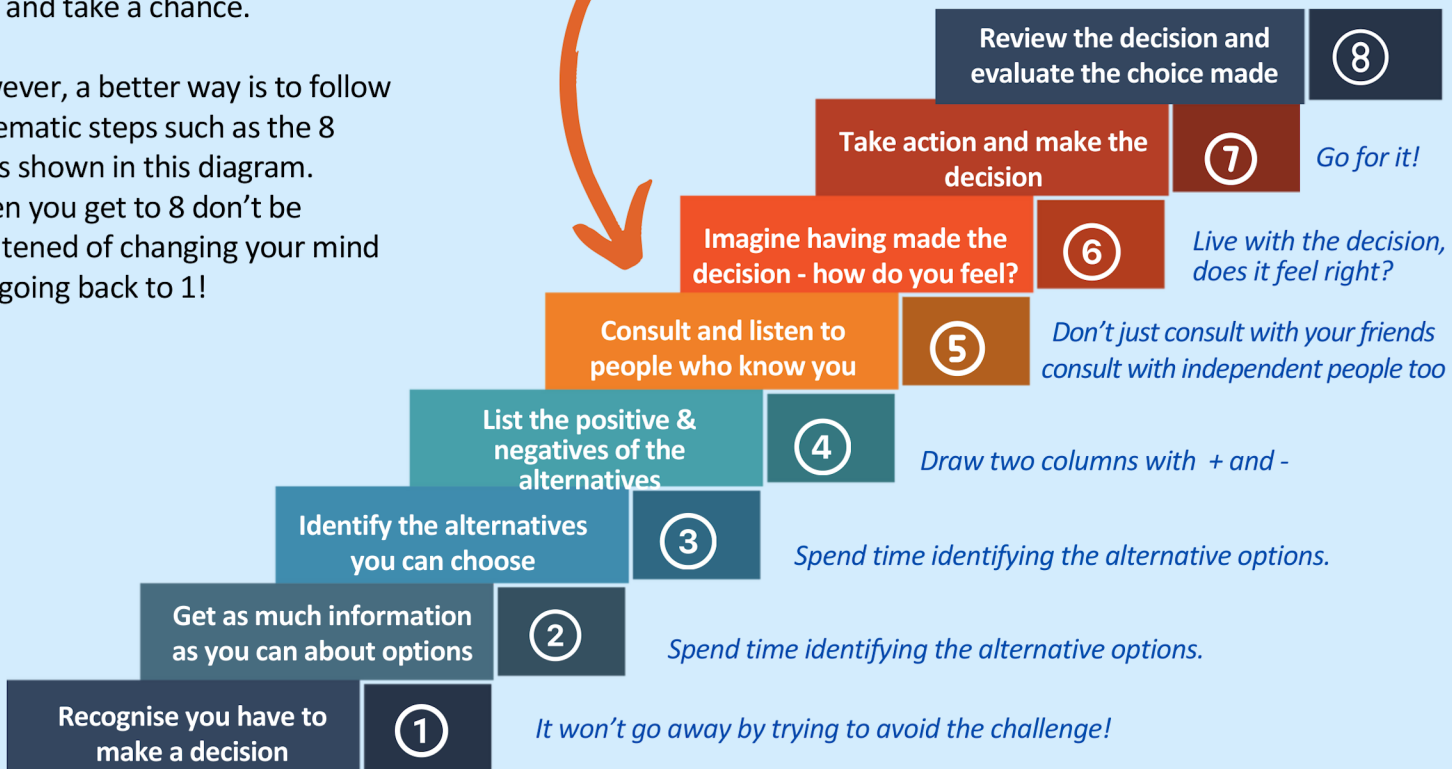 and take a chance.
ever, a better way is to follow
ematic steps such as the 8
s shown in this diagram.
en you get to 8 don't be
tened of changing your mind
going back to 1!
Review the decision and
evaluate the choice made
8
Take action and make the
decision
7
Go for it!
Imagine having made the
decision - how do you feel?
6
Live with the decision,
does it feel right?
Consult and listen to
people who know you
5
Don't just consult with your friends
consult with independent people too
List the positive &
negatives of the
alternatives
4
Draw two columns with + and -
Identify the alternatives
you can choose
3
Spend time identifying the alternative options.
Get as much information
as you can about options
2
Spend time identifying the alternative options.
Recognise you have to
make a decision
1
It won't go away by trying to avoid the challenge!